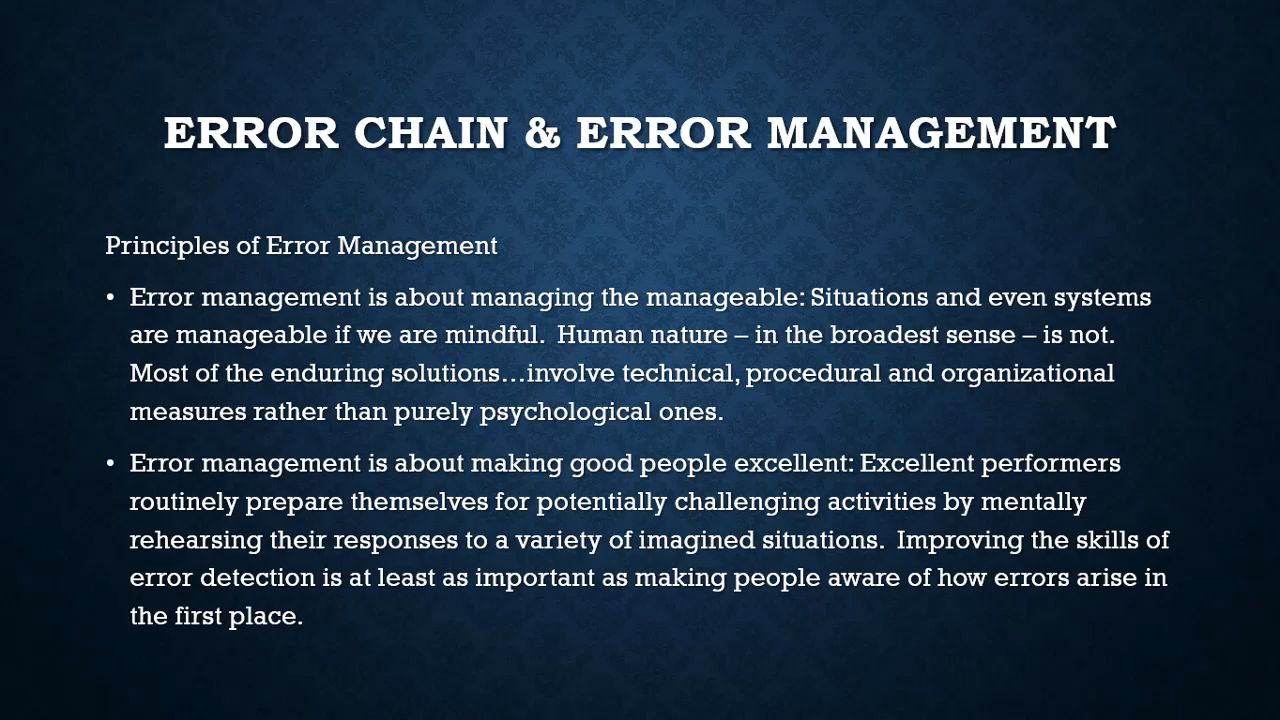 ERROR CHAIN & ERROR MANAGEMENT
Principles of Error Management
• Error management is about managing the manageable: Situations and even systems
are manageable if we are mindful.  Human nature – in the broadest sense – is not.
Most of the enduring solutions…involve technical, procedural and organizational
measures rather than purely psychological ones.
• Error management is about making good people excellent: Excellent performers
routinely prepare themselves for potentially challenging activities by mentally
rehearsing their responses to a variety of imagined situations.  Improving the skills of
error detection is at least as important as making people aware of how errors arise in
the first place.